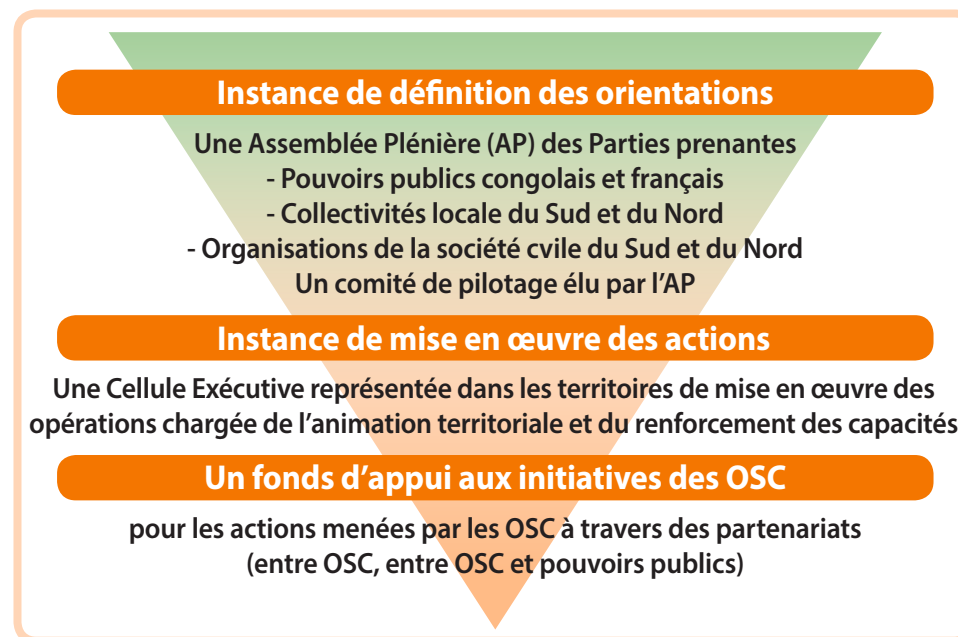 Instance de définition des orientations
Une Assemblée Plénière (AP) des Parties prenantes
- Pouvoirs publics congolais et français
- Collectivités locale du Sud et du Nord
- Organisations de la société cvile du Sud et du Nord
Un comité de pilotage élu par l’AP
Instance de mise en œuvre des actions
Une Cellule Exécutive représentée dans les territoires de mise en œuvre des
opérations chargée de l’animation territoriale et du renforcement des capacités
Un fonds d’appui aux initiatives des OSC
pour les actions menées par les OSC à travers des partenariats
(entre OSC, entre OSC et pouvoirs publics)